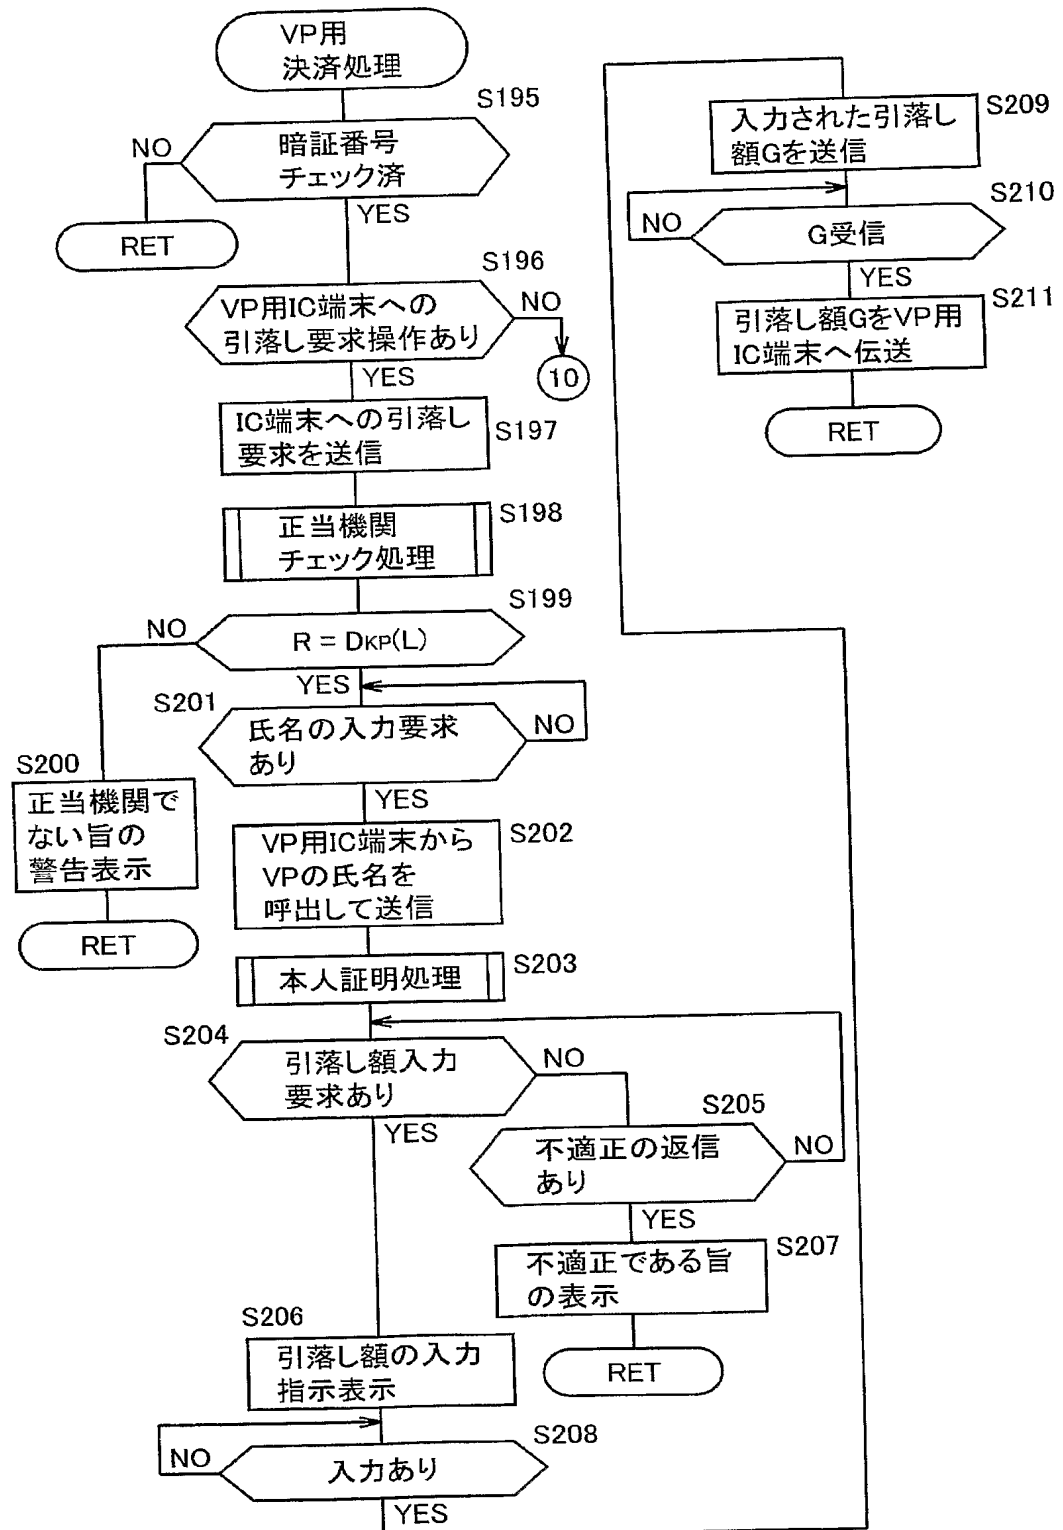 VP用
決済処理
S195
暗証番号
チェック済
NO
YES
RET
S196
VP用IC端末への
引落し要求操作あり
NO
10
YES
IC端末への引落し
要求を送信
S197
正当機関
チェック処理
S198
S199
R = DKP(L)
NO
YES
S200
正当機関で
ない旨の
警告表示
RET
S201
氏名の入力要求
あり
NO
YES
VP用IC端末から
VPの氏名を
呼出して送信
S202
本人証明処理
S203
S204
引落し額入力
要求あり
NO
YES
S205
不適正の返信
あり
NO
YES
S207
不適正である旨
の表示
RET
S206
引落し額の入力
指示表示
S208
入力あり
NO
YES
S209
入力された引落し
額Gを送信
S210
G受信
NO
YES
S211
引落し額GをVP用
IC端末へ伝送
RET